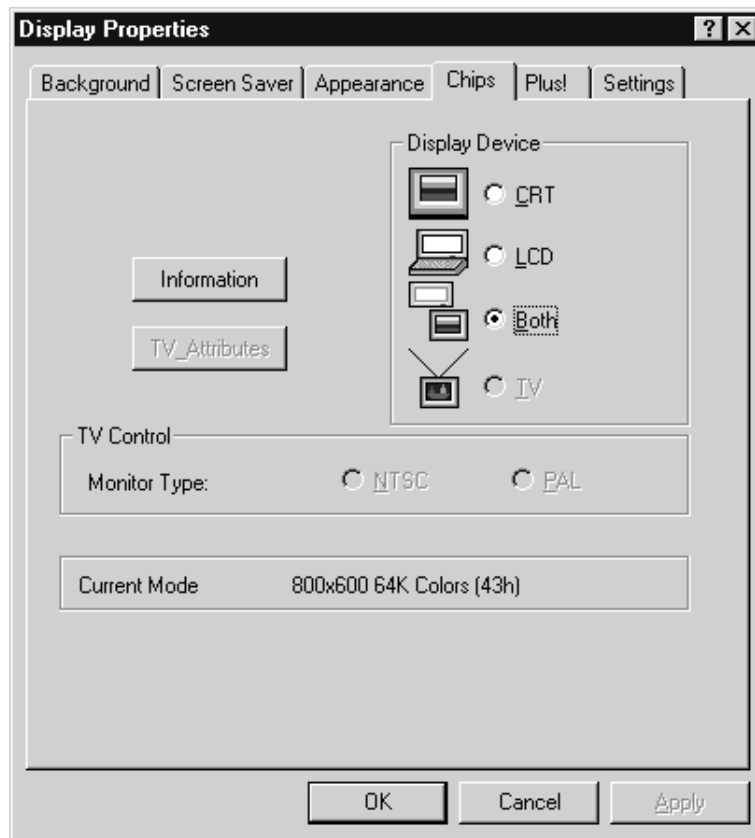 Display Properties
Background Screen Saver Appearance Chips Plus! Settings
Display Device
CRT
LCD
Information
Both
TV_Attributes
TV
TV Control
Monitor Type: NTSC PAL
Current Mode 800x600 64K Colors (43h)
OK Cancel Apply